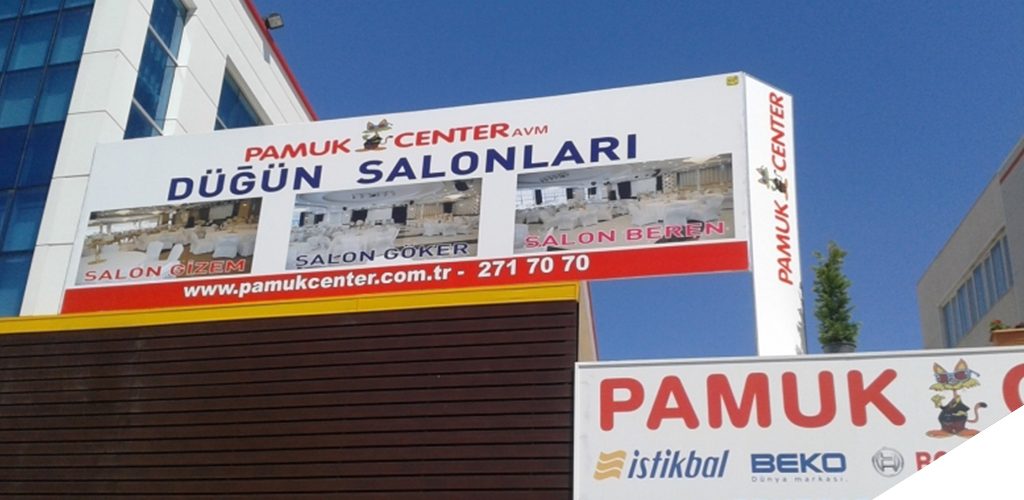 PAMUK CENTER AVM
DÜĞÜN SALONLARI
SALON GİZEM
SALON GÖKER
SALON BEREN
www.pamukcenter.com.tr - 271 70 70
PAMUK CENTER
PAMUK C
istikbal
BEKO
Dünya markası.